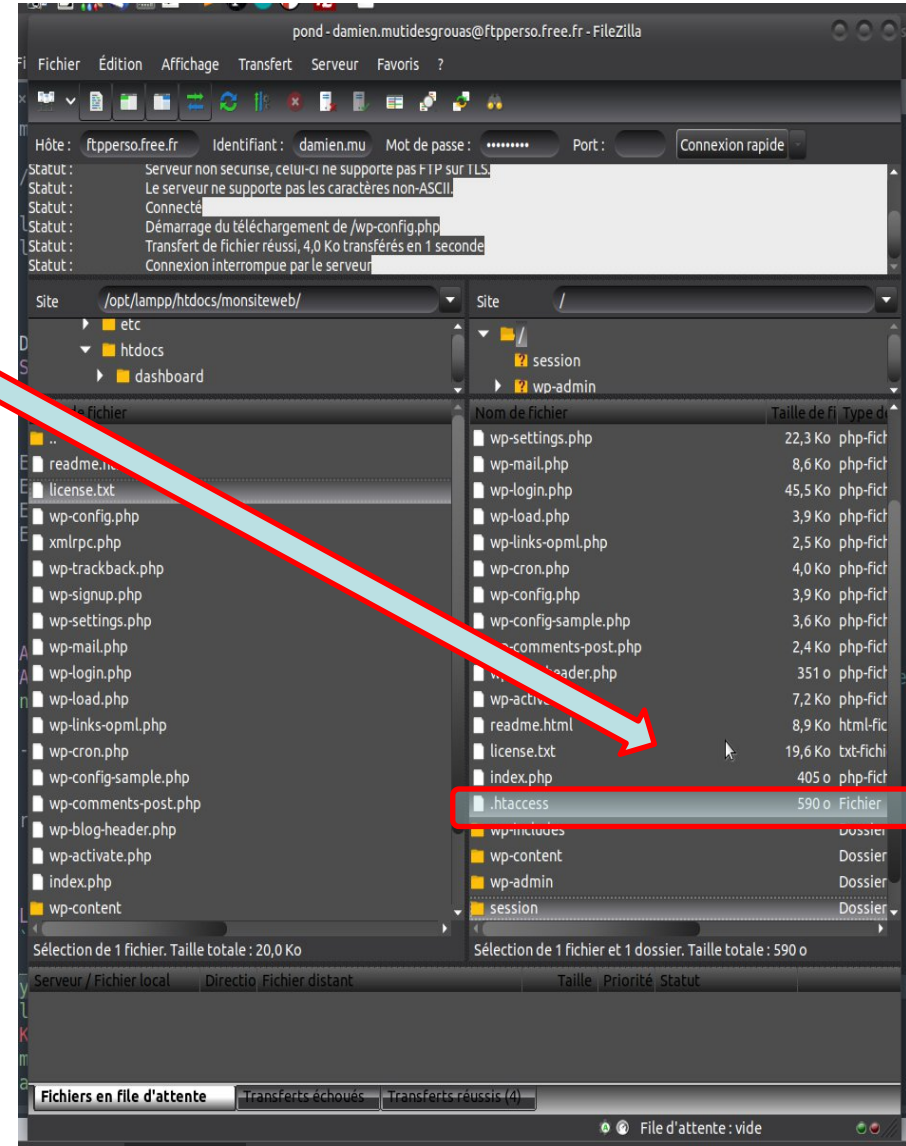 pond - damien.mutidesgrouas@ftpperso.free.fr - FileZilla
Fichier Édition Affichage Transfert Serveur Favoris ?
Hôte : ftpperso.free.fr Identifiant : damien.mu Mot de passe : ••••••••• Port : Connexion rapide
Statut : Serveur non sécurisé, celui-ci ne supporte pas FTP sur TLS.
Statut : Le serveur ne supporte pas les caractères non-ASCII.
Statut : Connecté
Statut : Démarrage du téléchargement de /wp-config.php
Statut : Transfert de fichier réussi, 4,0 Ko transférés en 1 seconde
Statut : Connexion interrompue par le serveur
Site /opt/lampp/htdocs/monsiteweb/
etc
htdocs
dashboard
fichier
..
license.txt
wp-config.php
xmlrpc.php
wp-trackback.php
wp-signup.php
wp-settings.php
wp-mail.php
wp-login.php
wp-load.php
wp-links-opml.php
wp-cron.php
wp-config-sample.php
wp-comments-post.php
wp-blog-header.php
wp-activate.php
index.php
wp-content
Sélection de 1 fichier. Taille totale : 20,0 Ko
Site /
/
session
wp-admin
Nom de fichier Taille de fi Type de
wp-settings.php 22,3 Ko php-fich
wp-mail.php 8,6 Ko php-fich
wp-login.php 45,5 Ko php-fich
wp-load.php 3,9 Ko php-fich
wp-links-opml.php 2,5 Ko php-fich
wp-cron.php 4,0 Ko php-fich
wp-config.php 3,9 Ko php-fich
wp-config-sample.php 3,6 Ko php-fich
-comments-post.php 2,4 Ko php-fich
eader.php 351 o php-fich
wp-activ 7,2 Ko php-fich
readme.html 8,9 Ko html-fic
license.txt 19,6 Ko txt-fichi
index.php 405 o php-fich
.htaccess 590 o Fichier
wp-includes Dossier
wp-content Dossier
wp-admin Dossier
session Dossier
Sélection de 1 fichier et 1 dossier. Taille totale : 590 o
Serveur / Fichier local Directio Fichier distant Taille Priorité Statut
Fichiers en file d'attente Transferts échoués Transferts réussis (4)
File d'attente : vide